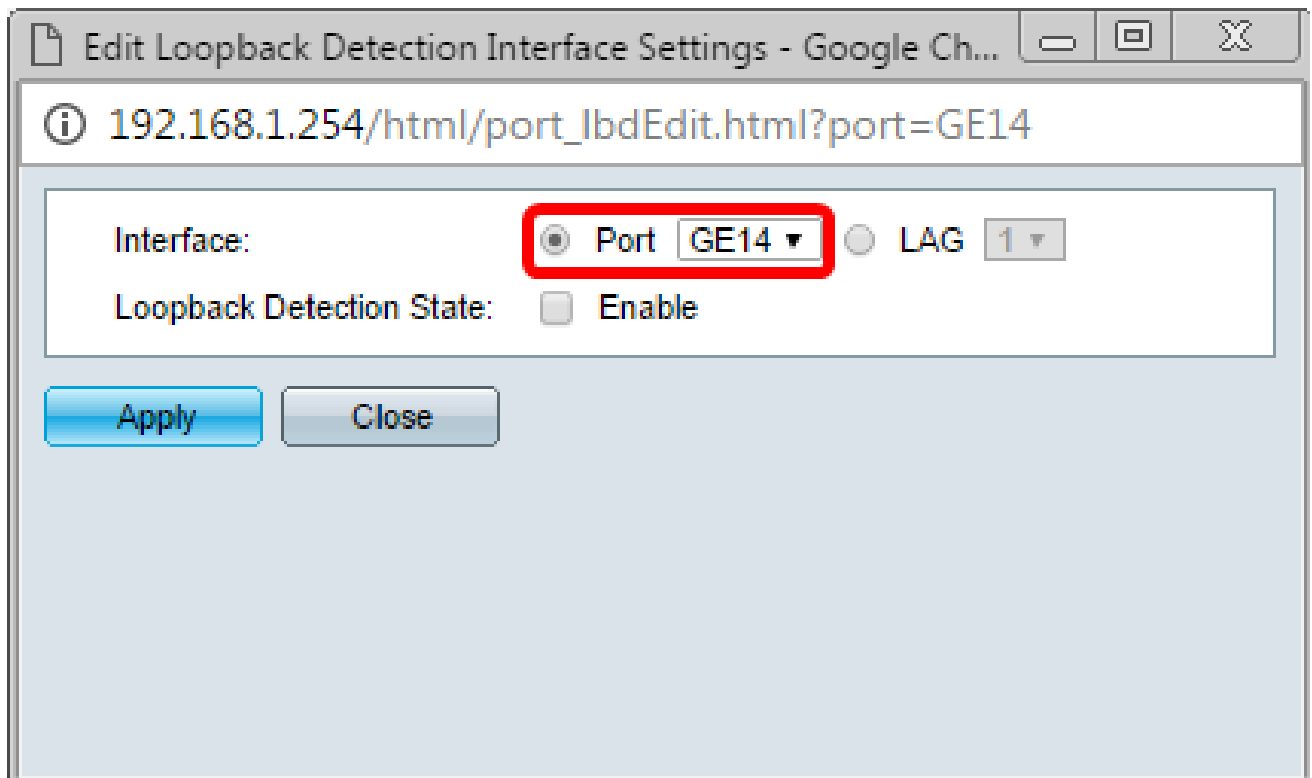 Edit Loopback Detection Interface Settings - Google Ch...
192.168.1.254/html/port_lbdEdit.html?port=GE14
Interface: Port GE14 LAG 1
Loopback Detection State: Enable
Apply Close